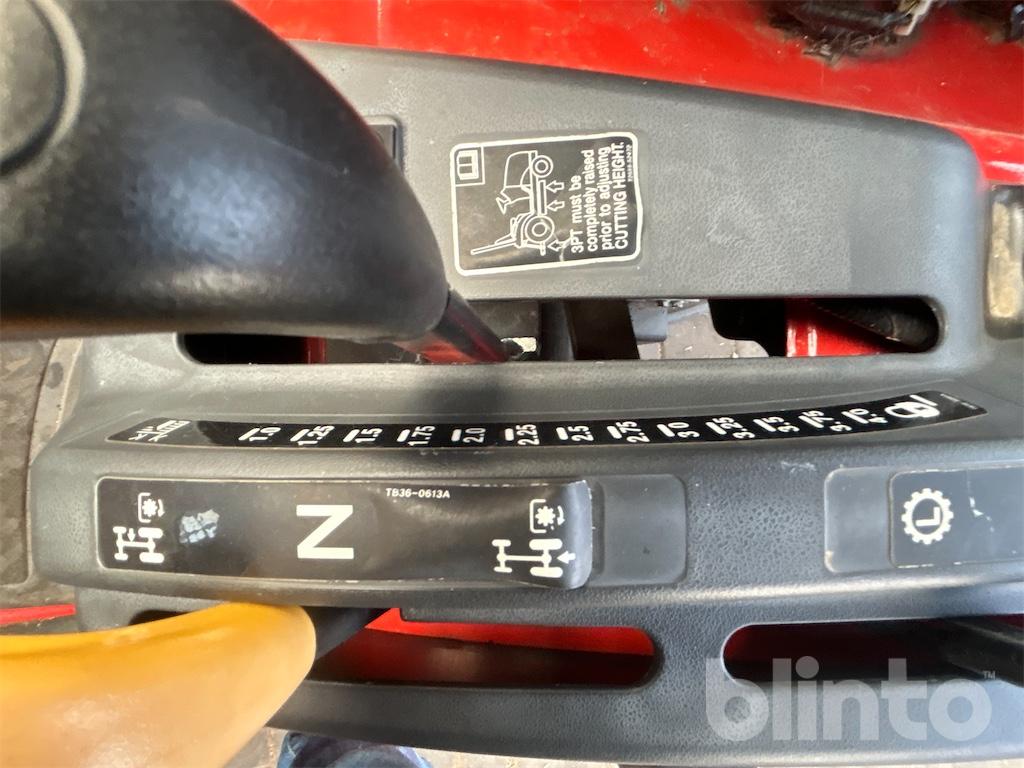 3PT must be
completely raised
prior to adjusting
CUTTING HEIGHT.
1.0
1.25
1.5
1.75
2.0
2.25
2.5
2.75
3.0
3.25
3.5
3.75
4.0
TB36-0613A
N
L
blinto™